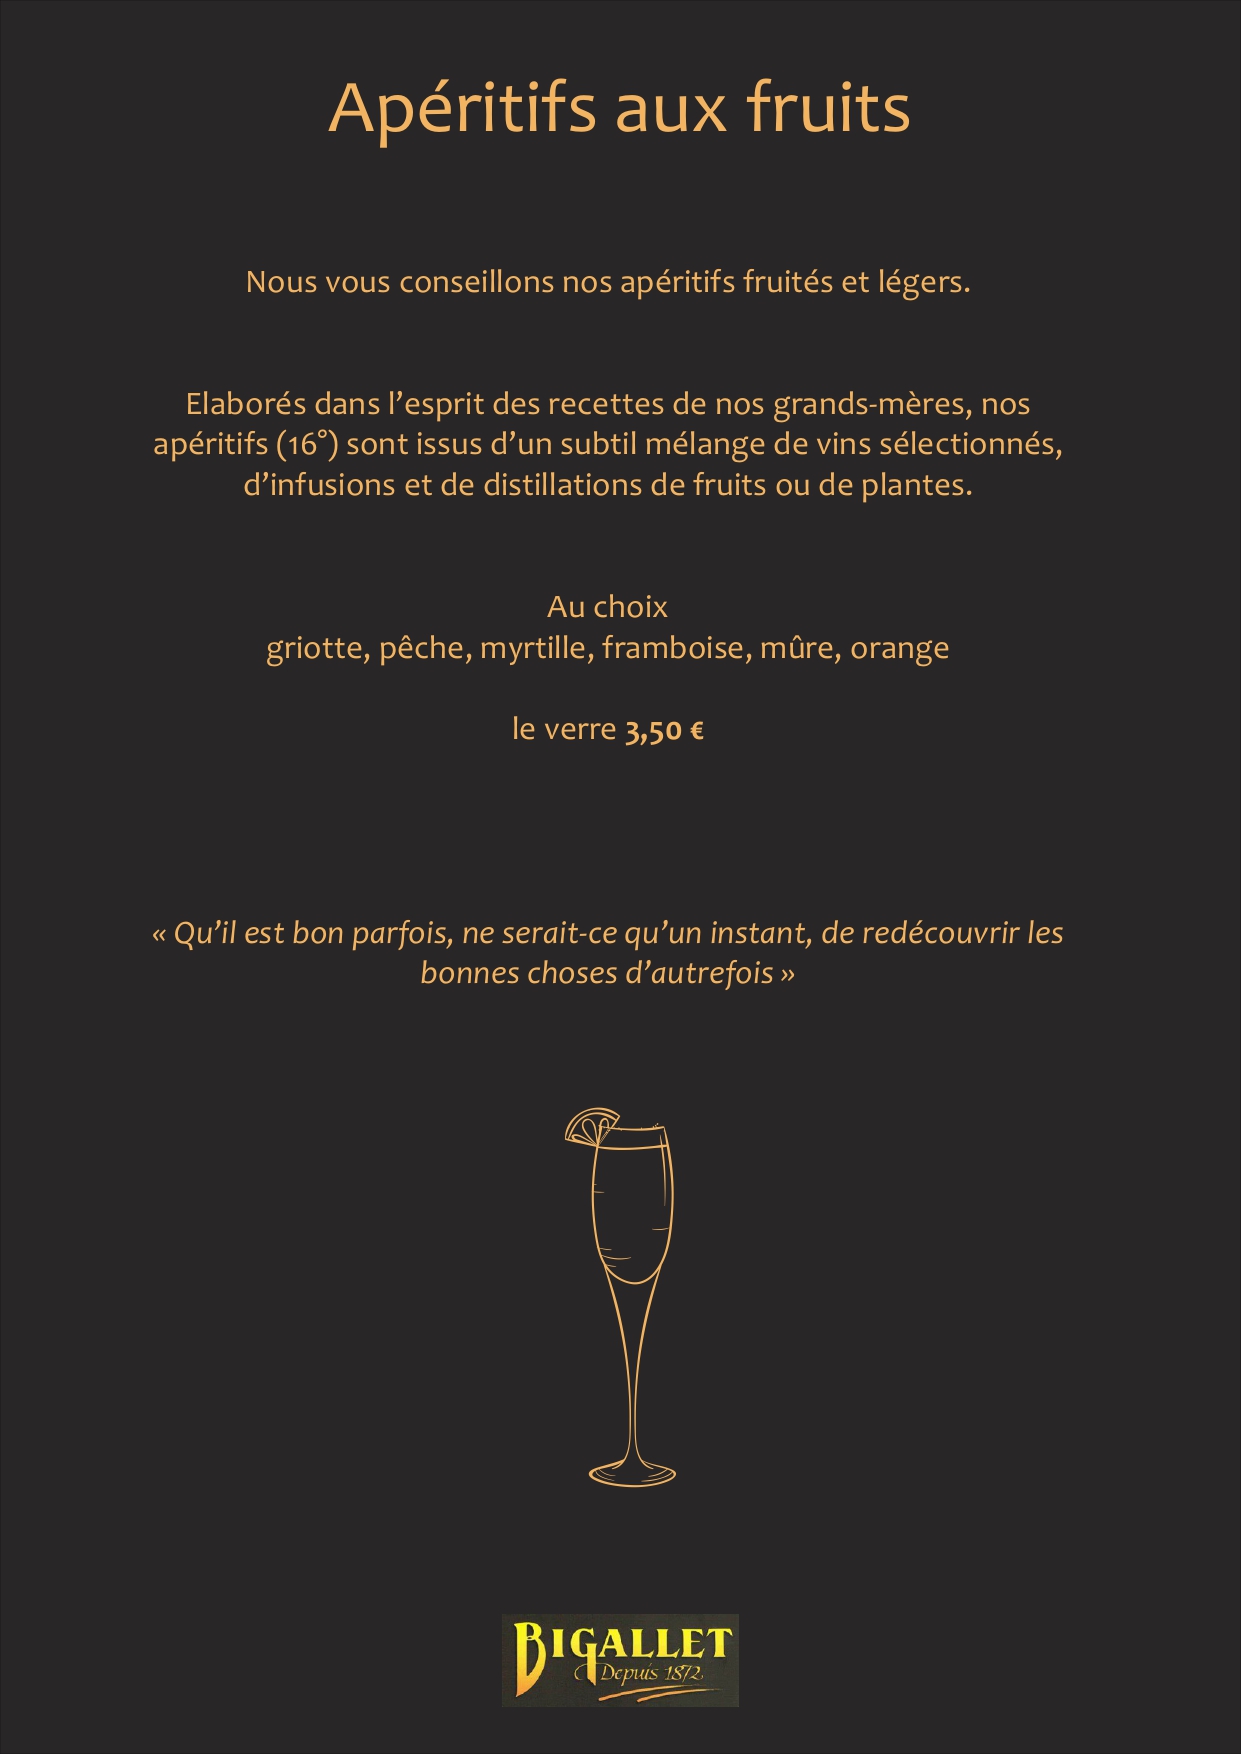 Apéritifs aux fruits
Nous vous conseillons nos apéritifs fruités et légers.
Elaborés dans l’esprit des recettes de nos grands-mères, nos
apéritifs (16°) sont issus d’un subtil mélange de vins sélectionnés,
d’infusions et de distillations de fruits ou de plantes.
Au choix
griotte, pêche, myrtille, framboise, mûre, orange
le verre 3,50 €
« Qu’il est bon parfois, ne serait-ce qu’un instant, de redécouvrir les
bonnes choses d’autrefois »
BIGALLET
Depuis 1872